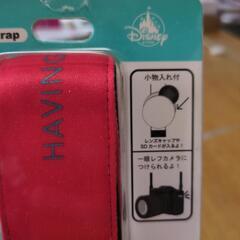 rap
Disney
HAVING
小物入れ付
レンズキャップや
SDカードが入るよ！
一眼レフカメラに
つけられるよ！